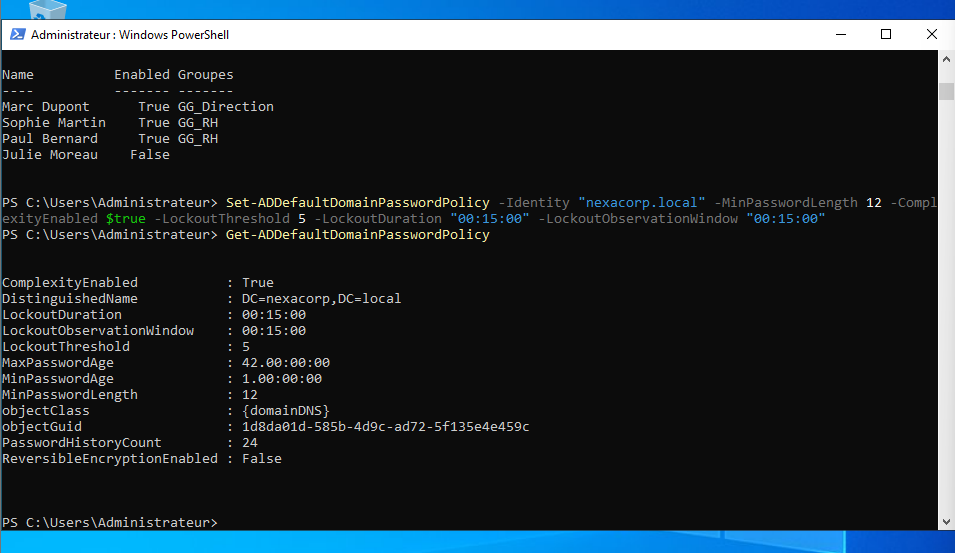 Administrateur : Windows PowerShell
Name Enabled Groupes
---- ------- -------
Marc Dupont True GG_Direction
Sophie Martin True GG_RH
Paul Bernard True GG_RH
Julie Moreau False
PS C:\Users\Administrateur> Set-ADDefaultDomainPasswordPolicy -Identity "nexacorp.local" -MinPasswordLength 12 -Compl
exityEnabled $true -LockoutThreshold 5 -LockoutDuration "00:15:00" -LockoutObservationWindow "00:15:00"
PS C:\Users\Administrateur> Get-ADDefaultDomainPasswordPolicy
ComplexityEnabled : True
DistinguishedName : DC=nexacorp,DC=local
LockoutDuration : 00:15:00
LockoutObservationWindow : 00:15:00
LockoutThreshold : 5
MaxPasswordAge : 42.00:00:00
MinPasswordAge : 1.00:00:00
MinPasswordLength : 12
objectClass : {domainDNS}
objectGuid : 1d8da01d-585b-4d9c-ad72-5f135e4e459c
PasswordHistoryCount : 24
ReversibleEncryptionEnabled : False
PS C:\Users\Administrateur>